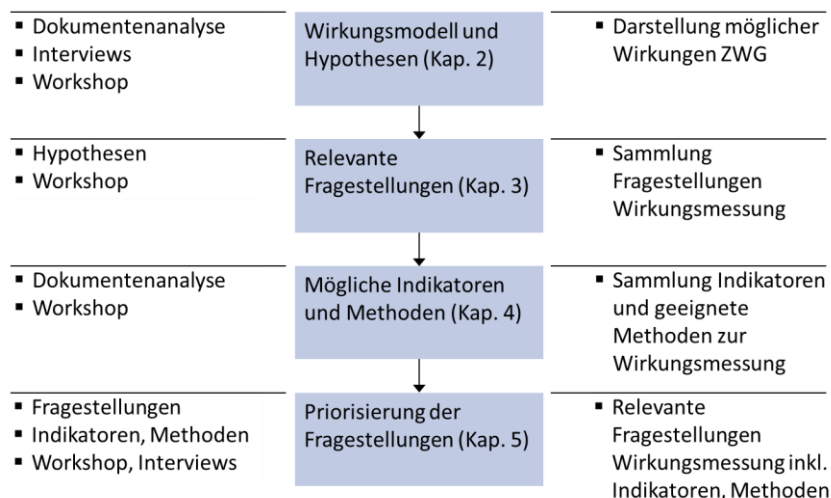 ▪ Dokumentenanalyse
▪ Interviews
▪ Workshop
Wirkungsmodell und
Hypothesen (Kap. 2)
▪ Darstellung möglicher
Wirkungen ZWG
▪ Hypothesen
▪ Workshop
Relevante
Fragestellungen (Kap. 3)
▪ Sammlung
Fragestellungen
Wirkungsmessung
▪ Dokumentenanalyse
▪ Workshop
Mögliche Indikatoren
und Methoden (Kap. 4)
▪ Sammlung Indikatoren
und geeignete
Methoden zur
Wirkungsmessung
▪ Fragestellungen
▪ Indikatoren, Methoden
▪ Workshop, Interviews
Priorisierung der
Fragestellungen (Kap. 5)
▪ Relevante
Fragestellungen
Wirkungsmessung inkl.
Indikatoren, Methoden